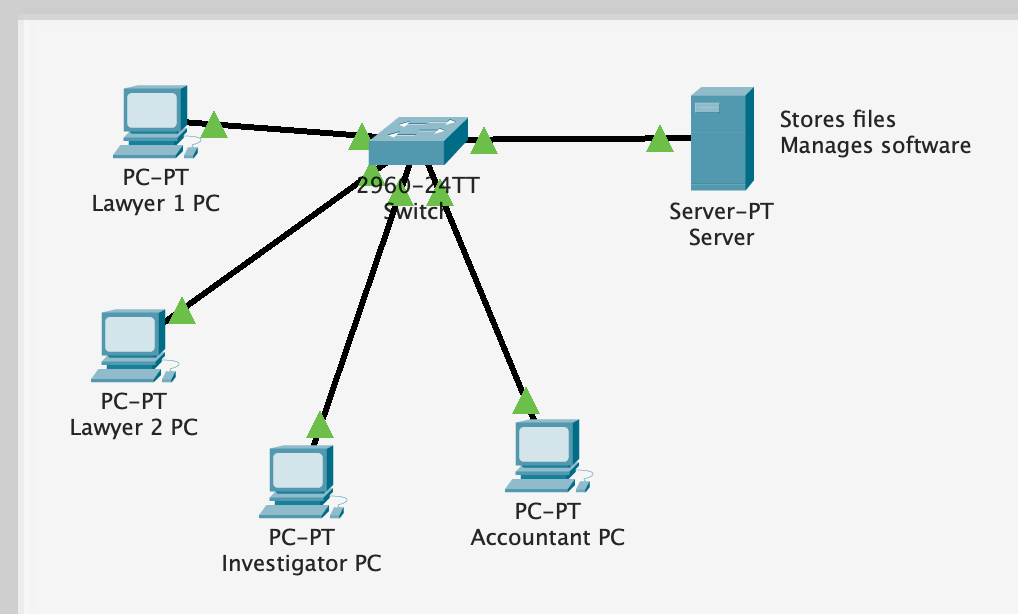 PC-PT
Lawyer 1 PC
2960-24TT
Switch
Stores files
Manages software
Server-PT
Server
PC-PT
Lawyer 2 PC
PC-PT
Investigator PC
PC-PT
Accountant PC